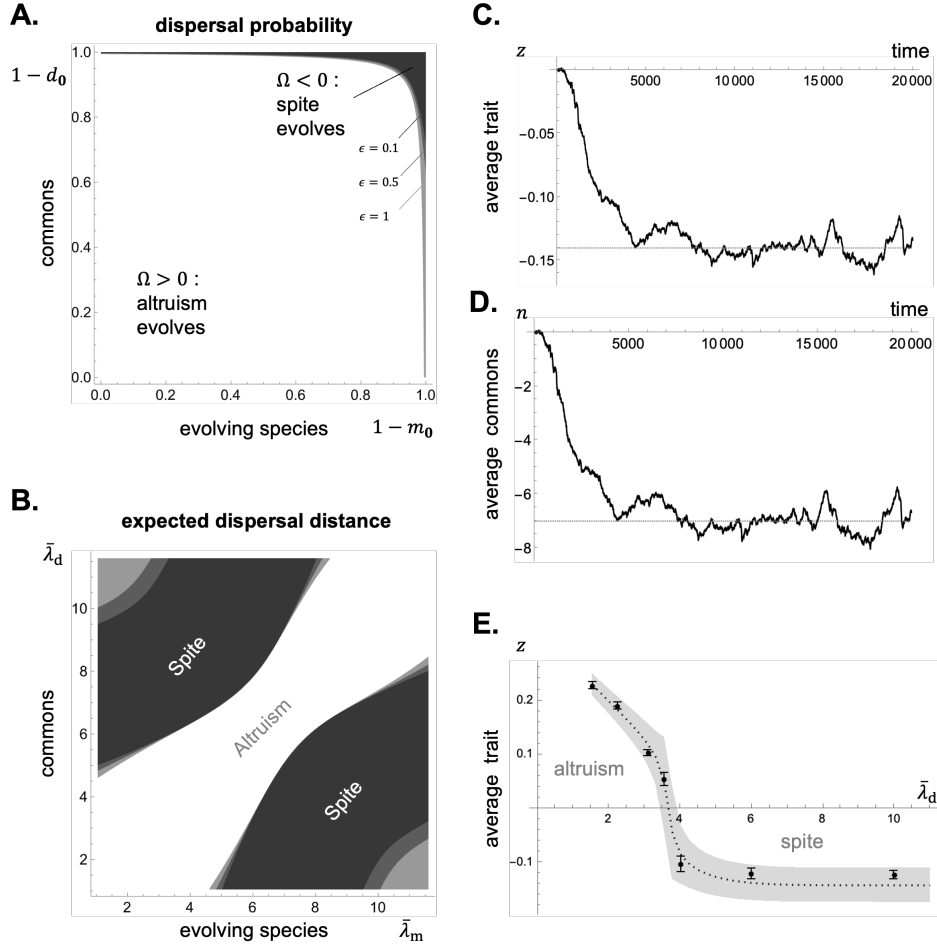 A.
dispersal probability
1 − d₀
commons
1.0
0.8
0.6
0.4
0.2
0.0
Ω < 0 :
spite
evolves
ϵ = 0.1
ϵ = 0.5
ϵ = 1
Ω > 0 :
altruism
evolves
0.0 0.2 0.4 0.6 0.8 1.0
evolving species 1 − m₀
B.
expected dispersal distance
λ̄d
commons
10
8
6
4
2
Spite
Altruism
Spite
2 4 6 8 10
evolving species λ̄m
C.
z time
average trait
5000 10 000 15 000 20 000
−0.05
−0.10
−0.15
D.
n time
average commons
5000 10 000 15 000 20 000
−2
−4
−6
−8
E.
z
average trait
0.2
0.1
-0.1
altruism
λ̄d
2 4 6 8 10
spite